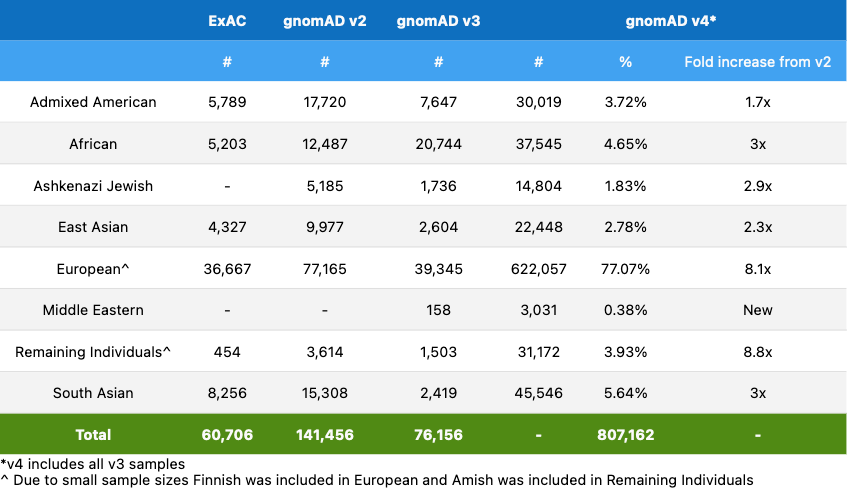 ExAC gnomAD v2 gnomAD v3 gnomAD v4*
# # # # % Fold increase from v2
Admixed American 5,789 17,720 7,647 30,019 3.72% 1.7x
African 5,203 12,487 20,744 37,545 4.65% 3x
Ashkenazi Jewish - 5,185 1,736 14,804 1.83% 2.9x
East Asian 4,327 9,977 2,604 22,448 2.78% 2.3x
European^ 36,667 77,165 39,345 622,057 77.07% 8.1x
Middle Eastern - - 158 3,031 0.38% New
Remaining Individuals^ 454 3,614 1,503 31,172 3.93% 8.8x
South Asian 8,256 15,308 2,419 45,546 5.64% 3x
Total 60,706 141,456 76,156 - 807,162 -
*v4 includes all v3 samples
^ Due to small sample sizes Finnish was included in European and Amish was included in Remaining Individuals